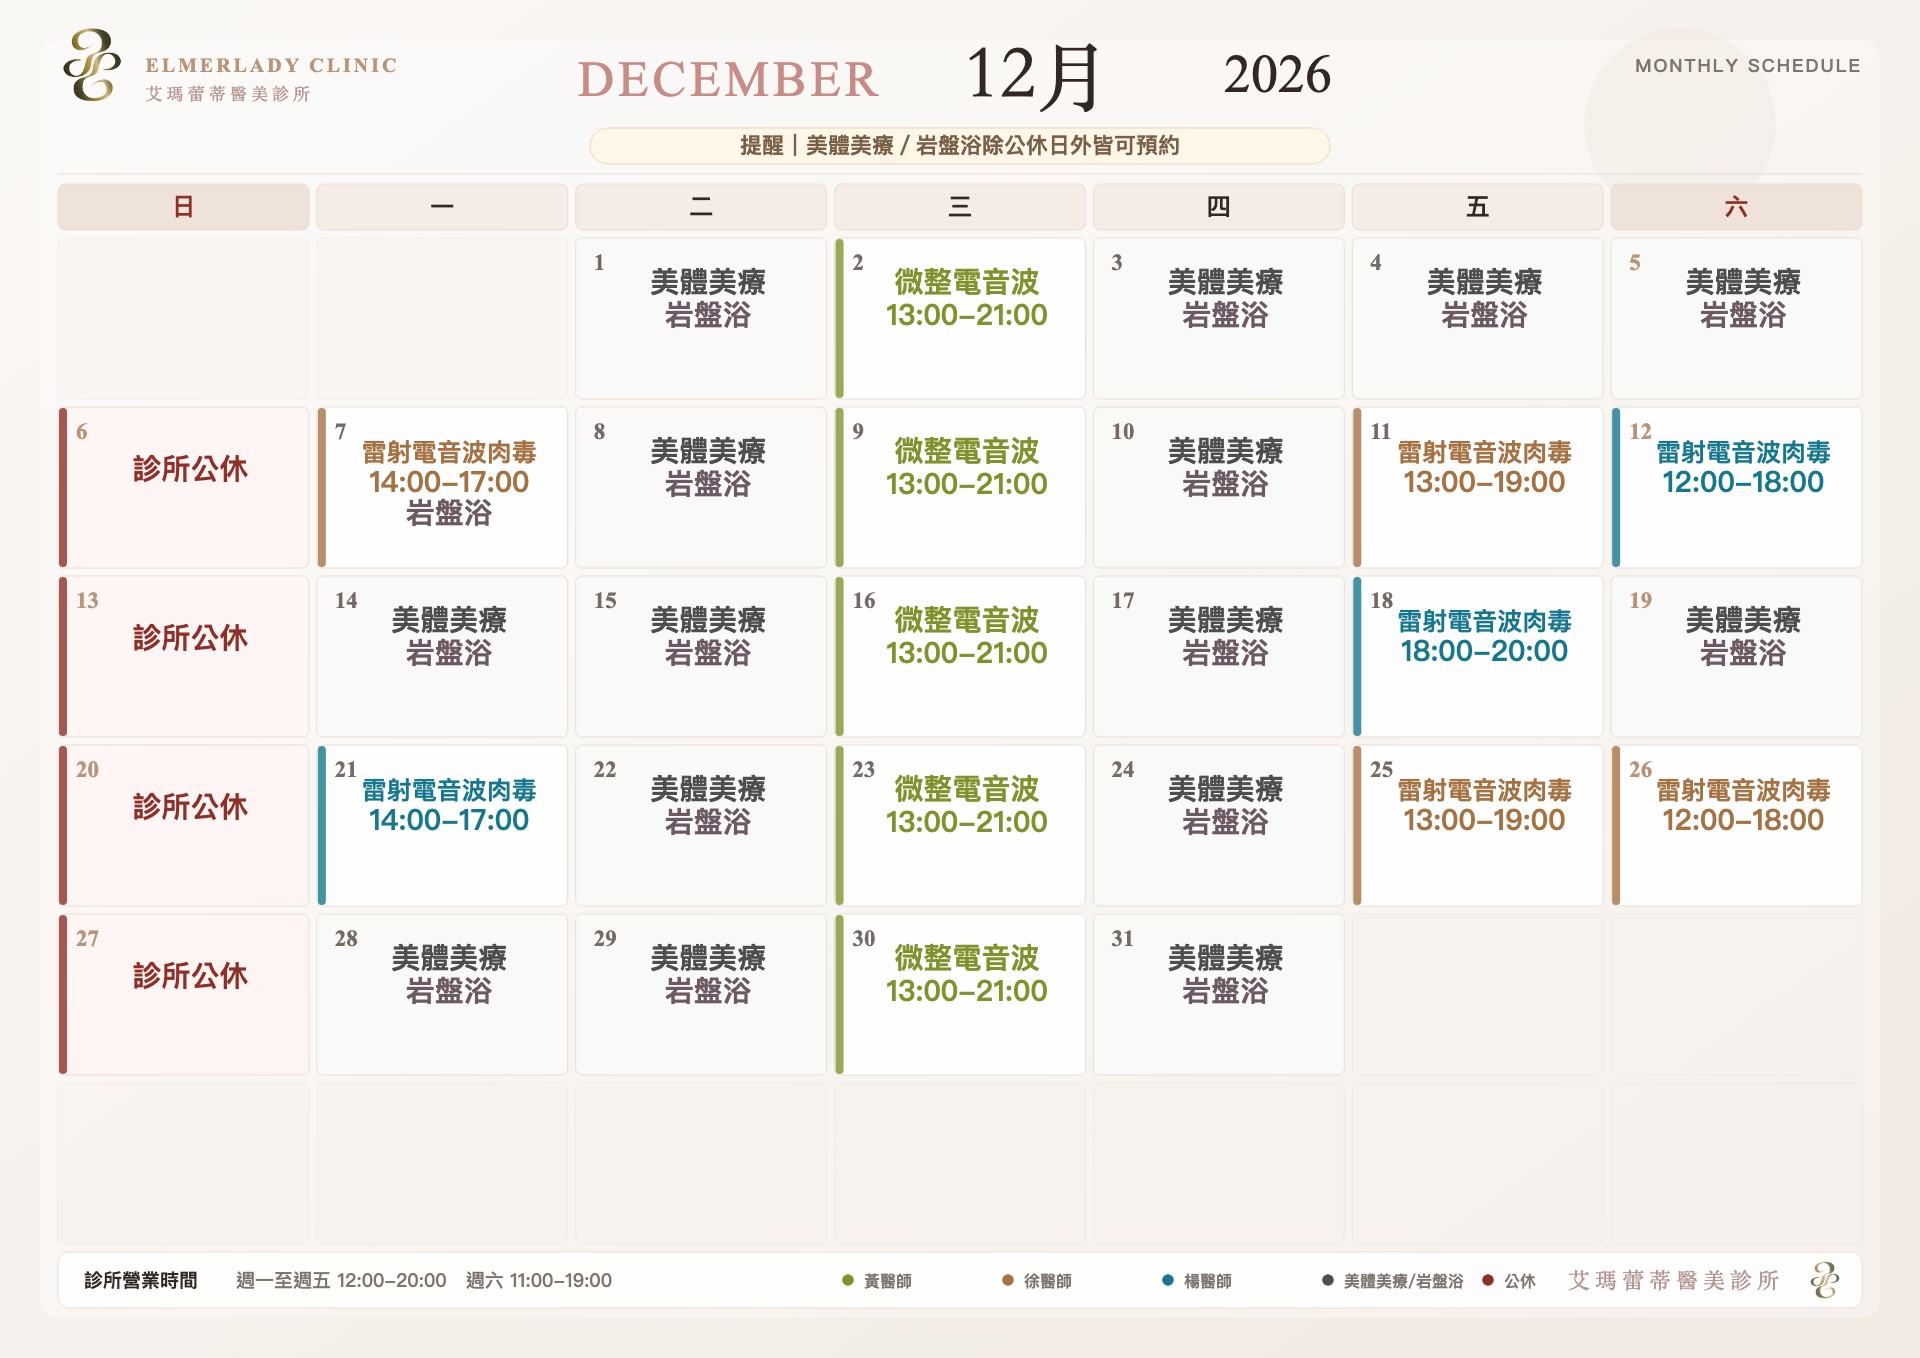 ELMERLADY CLINIC
艾瑪蕾蒂醫美診所
DECEMBER 12月 2026
MONTHLY SCHEDULE
提醒｜美體美療 / 岩盤浴除公休日外皆可預約
日 一 二 三 四 五 六
1
美體美療
岩盤浴
2
微整電音波
13:00–21:00
3
美體美療
岩盤浴
4
美體美療
岩盤浴
5
美體美療
岩盤浴
6
診所公休
7
雷射電音波肉毒
14:00–17:00
岩盤浴
8
美體美療
岩盤浴
9
微整電音波
13:00–21:00
10
美體美療
岩盤浴
11
雷射電音波肉毒
13:00–19:00
12
雷射電音波肉毒
12:00–18:00
13
診所公休
14
美體美療
岩盤浴
15
美體美療
岩盤浴
16
微整電音波
13:00–21:00
17
美體美療
岩盤浴
18
雷射電音波肉毒
18:00–20:00
19
美體美療
岩盤浴
20
診所公休
21
雷射電音波肉毒
14:00–17:00
22
美體美療
岩盤浴
23
微整電音波
13:00–21:00
24
美體美療
岩盤浴
25
雷射電音波肉毒
13:00–19:00
26
雷射電音波肉毒
12:00–18:00
27
診所公休
28
美體美療
岩盤浴
29
美體美療
岩盤浴
30
微整電音波
13:00–21:00
31
美體美療
岩盤浴
診所營業時間 週一至週五 12:00–20:00 週六 11:00–19:00
黃醫師 徐醫師 楊醫師 美體美療/岩盤浴 公休 艾瑪蕾蒂醫美診所